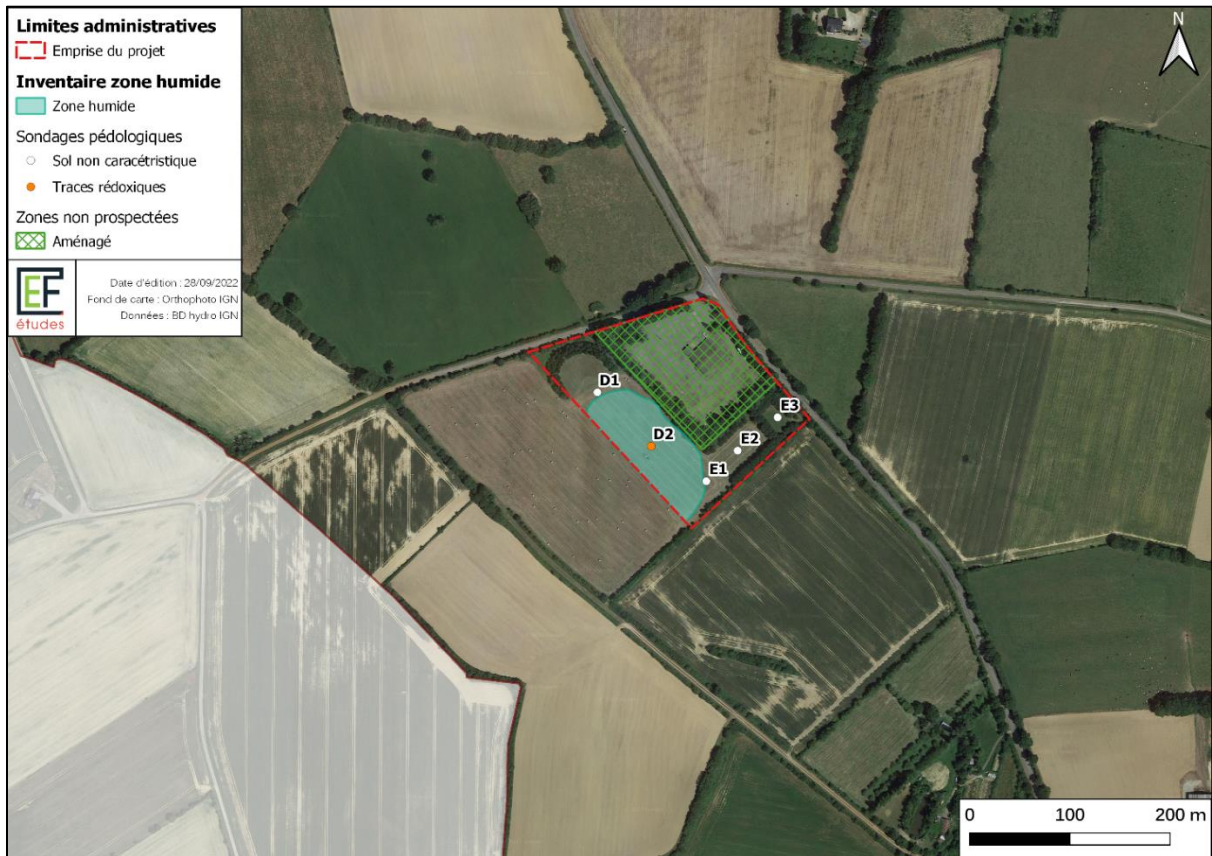 Limites administratives
Emprise du projet
Inventaire zone humide
Zone humide
Sondages pédologiques
Sol non caracétristique
Traces rédoxiques
Zones non prospectées
Aménagé
EF
études
Date d'édition : 28/09/2022
Fond de carte : Orthophoto IGN
Données : BD hydro IGN
N
D1
E3
D2
E2
E1
0 100 200 m